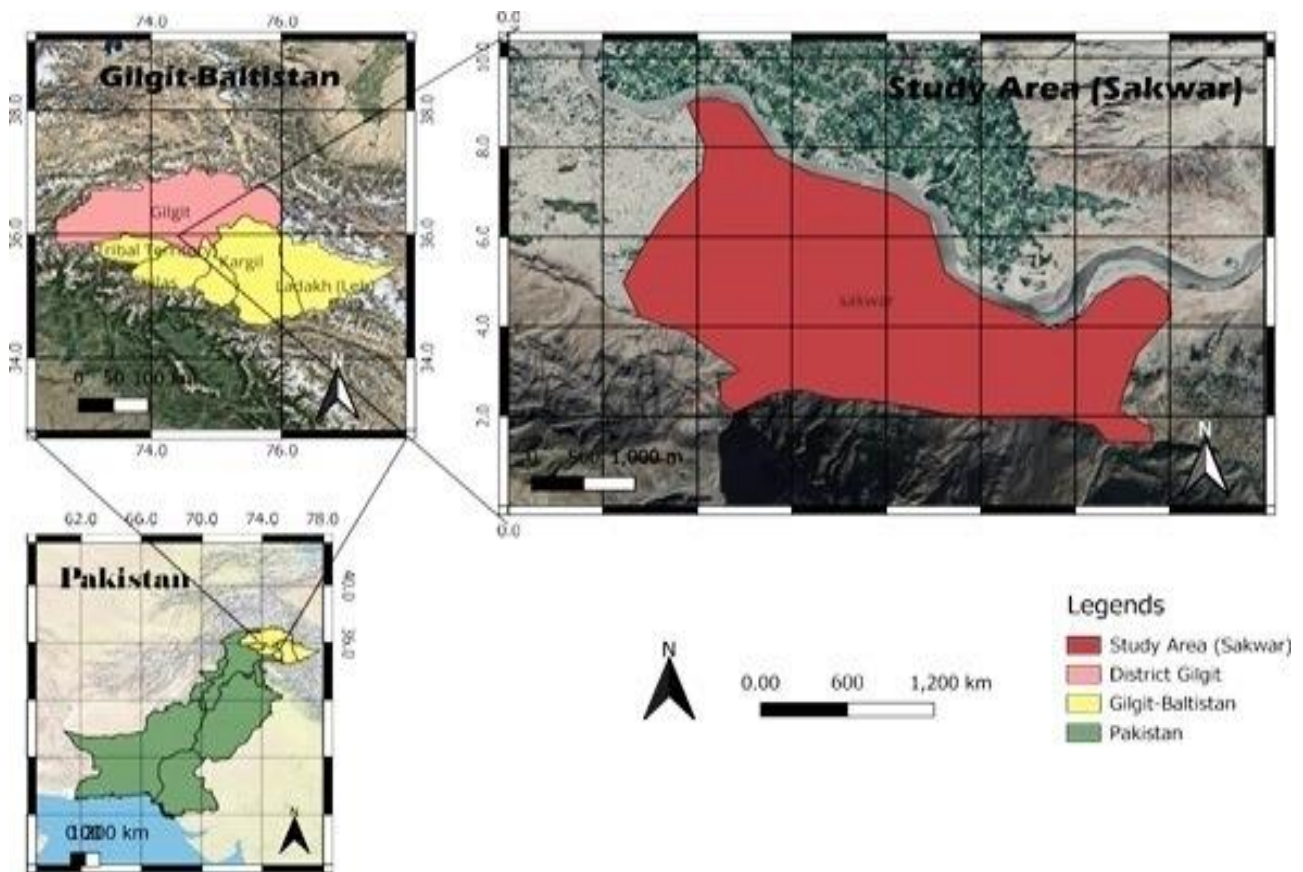 74.0 76.0
Gilgit-Baltistan
38.0 38.0
Gilgit
36.0 36.0
Tribal Territory
Kargil
Ladakh (Leh)
34.0 34.0
0 50 100 km
N
74.0 76.0
0.0
Study Area (Sakwar)
8.0
6.0
sakwar
4.0
2.0
0 500 1,000 m
N
0.0
62.0 66.0 70.0 74.0 78.0
Pakistan
40.0
36.0
N
N
0.00 600 1,200 km
Legends
Study Area (Sakwar)
District Gilgit
Gilgit-Baltistan
Pakistan